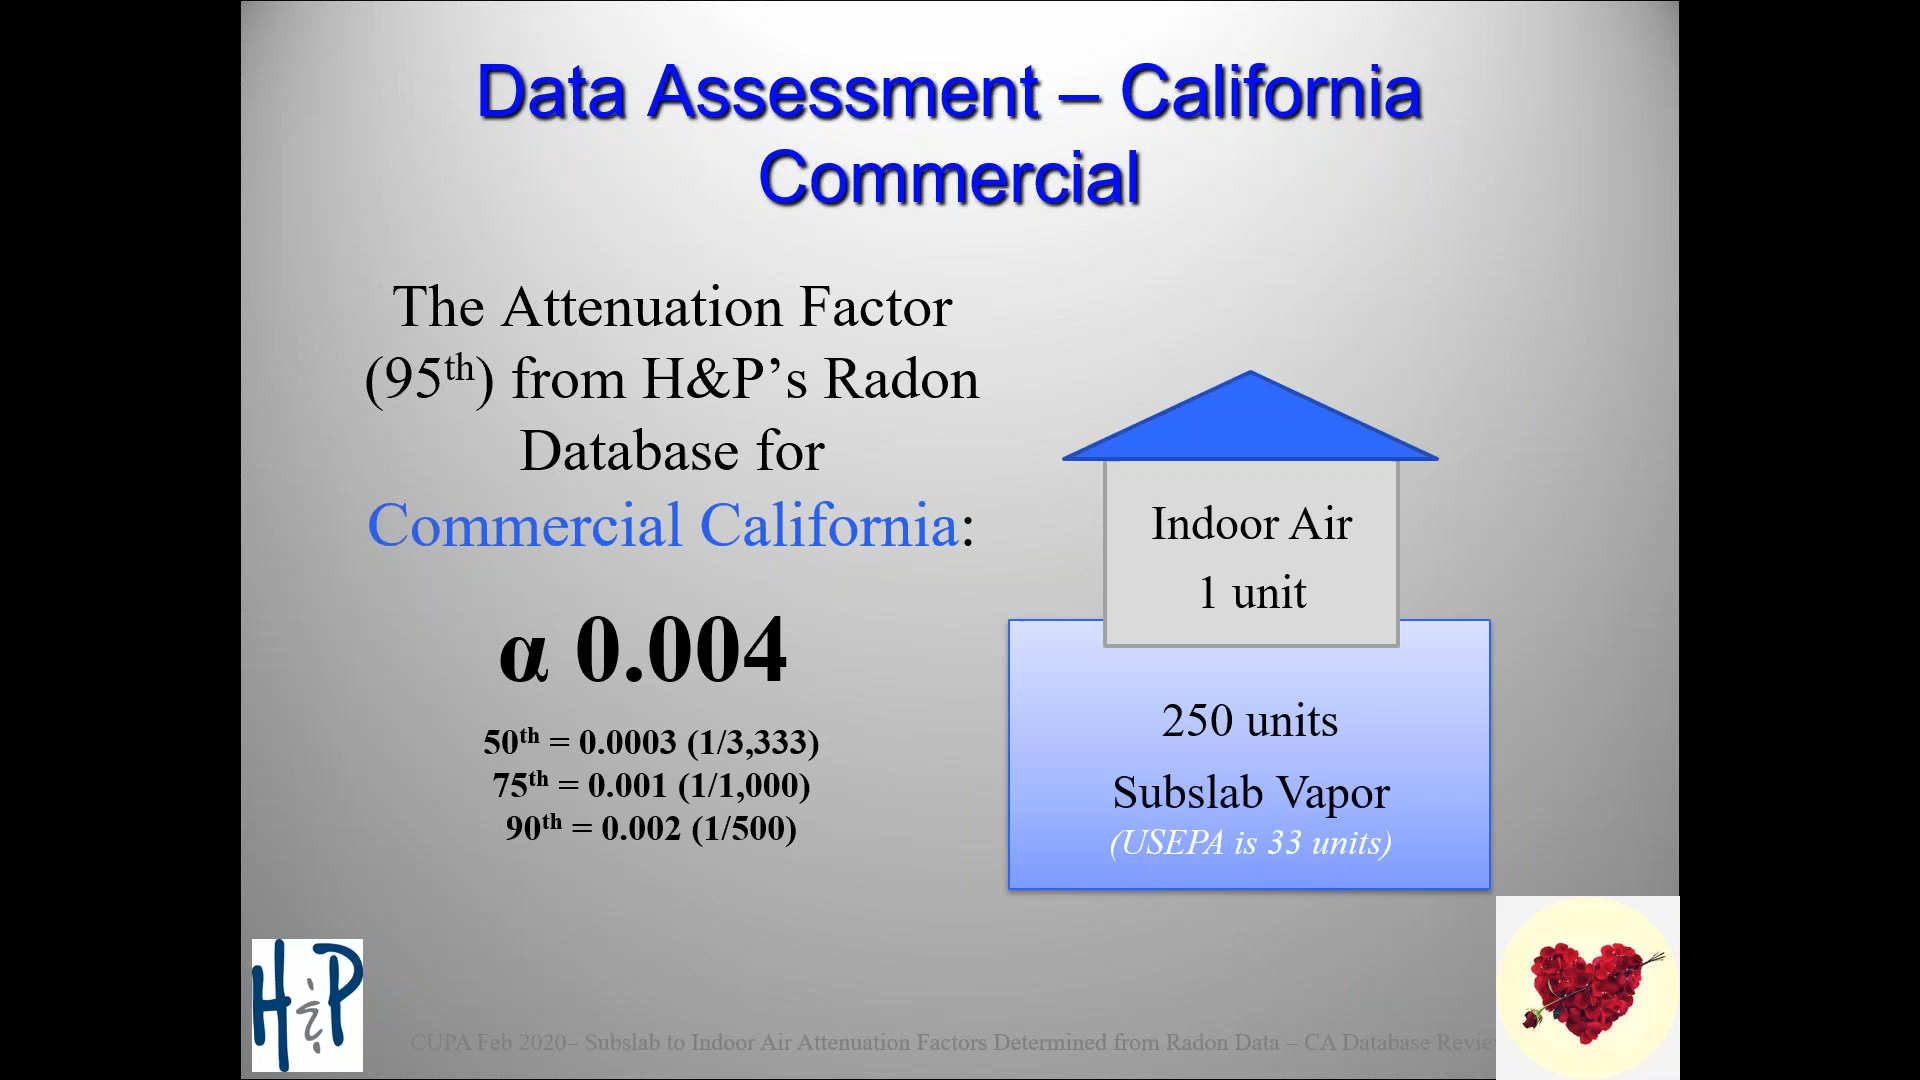 Data Assessment – California
Commercial
The Attenuation Factor
(95th) from H&P’s Radon
Database for
Commercial California:
α 0.004
50th = 0.0003 (1/3,333)
75th = 0.001 (1/1,000)
90th = 0.002 (1/500)
Indoor Air
1 unit
250 units
Subslab Vapor
(USEPA is 33 units)
H&P
CUPA Feb 2020– Subslab to Indoor Air Attenuation Factors Determined from Radon Data – CA Database